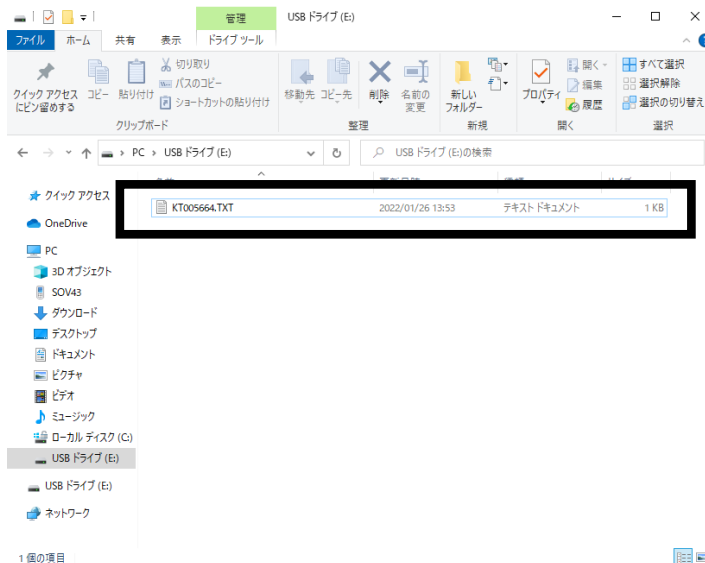 管理
USB ドライブ (E:)
ファイル ホーム 共有 表示 ドライブ ツール
クイック アクセス
にピン留めする
コピー
貼り付け
切り取り
パスのコピー
ショートカットの貼り付け
クリップボード
移動先
コピー先
削除
名前の
変更
整理
新しい
フォルダー
新規
プロパティ
開く
編集
履歴
開く
すべて選択
選択解除
選択の切り替え
選択
PC › USB ドライブ (E:)
USB ドライブ (E:)の検索
KT005664.TXT 2022/01/26 13:53 テキスト ドキュメント 1 KB
クイック アクセス
OneDrive
PC
3D オブジェクト
SOV43
ダウンロード
デスクトップ
ドキュメント
ピクチャ
ビデオ
ミュージック
ローカル ディスク (C:)
USB ドライブ (E:)
USB ドライブ (E:)
ネットワーク
1 個の項目